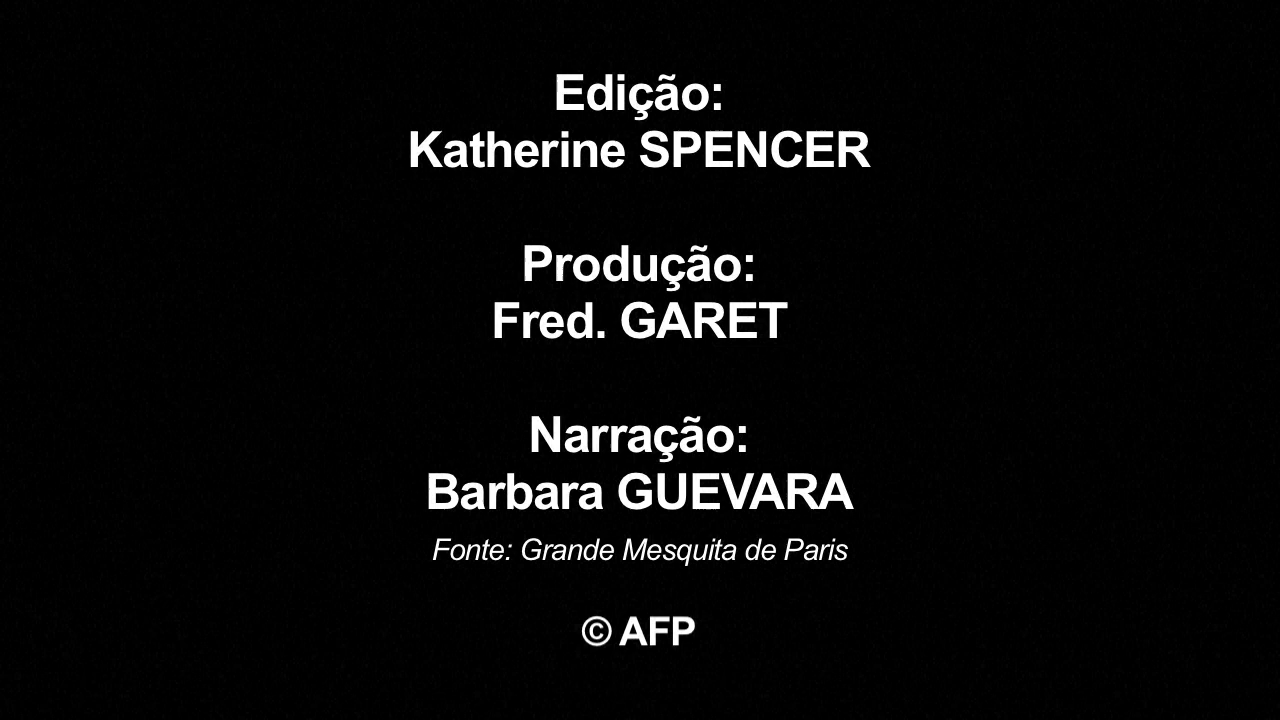 Edição:
Katherine SPENCER
Produção:
Fred. GARET
Narração:
Barbara GUEVARA
Fonte: Grande Mesquita de Paris
© AFP